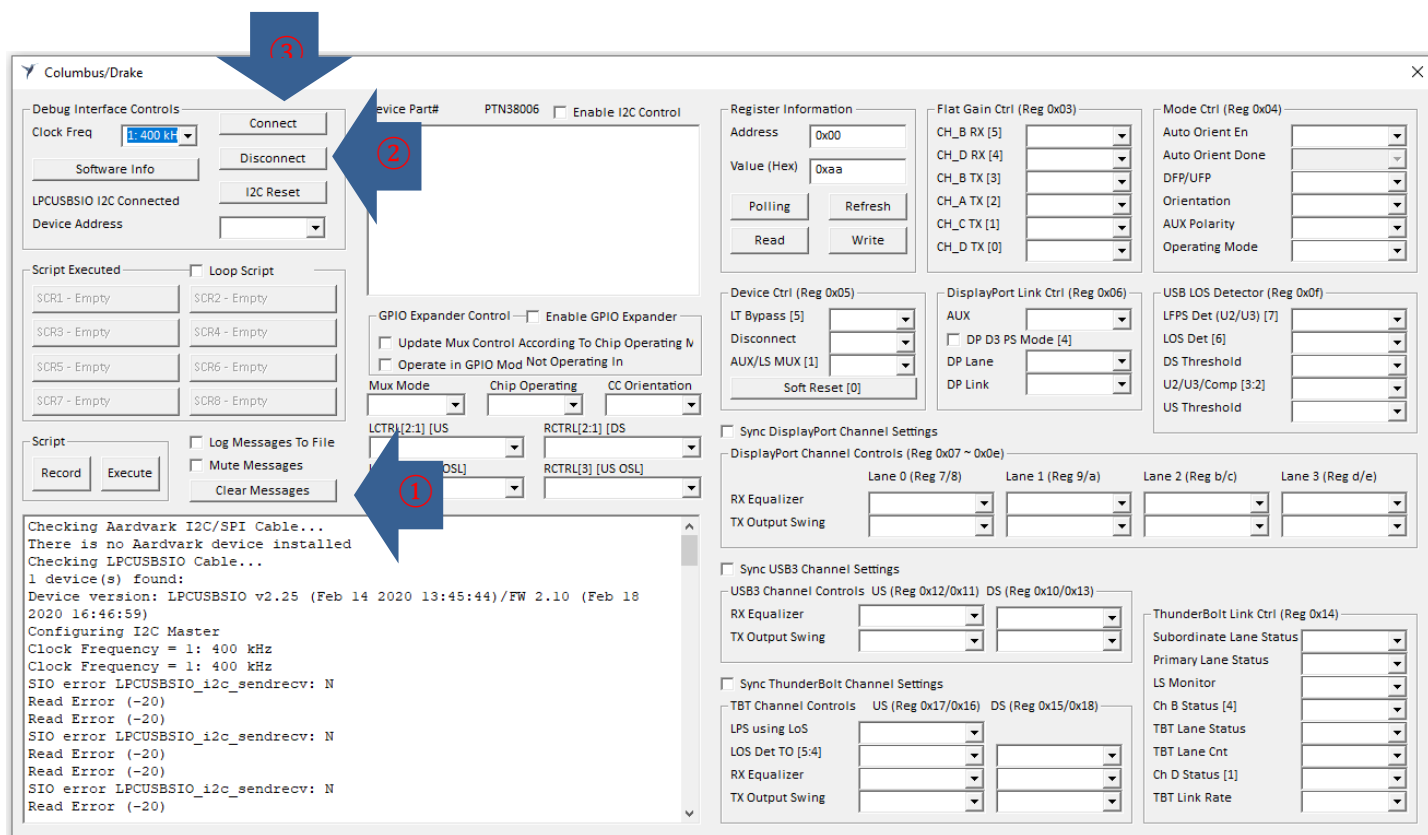 ③
Columbus/Drake
Debug Interface Controls
Clock Freq
1: 400 kH
Connect
Software Info
Disconnect
②
LPCUSBSIO I2C Connected
I2C Reset
Device Address
Script Executed
Loop Script
SCR1 - Empty
SCR2 - Empty
SCR3 - Empty
SCR4 - Empty
SCR5 - Empty
SCR6 - Empty
SCR7 - Empty
SCR8 - Empty
Script
Log Messages To File
Record
Execute
Mute Messages
Clear Messages
①
evice Part#
PTN38006
Enable I2C Control
GPIO Expander Control
Enable GPIO Expander
Update Mux Control According To Chip Operating M
Operate in GPIO Mod
Not Operating In
Mux Mode
Chip Operating
CC Orientation
LCTRL[2:1] [US
RCTRL[2:1] [DS
OSL]
RCTRL[3] [US OSL]
Checking Aardvark I2C/SPI Cable...
There is no Aardvark device installed
Checking LPCUSBSIO Cable...
1 device(s) found:
Device version: LPCUSBSIO v2.25 (Feb 14 2020 13:45:44)/FW 2.10 (Feb 18
2020 16:46:59)
Configuring I2C Master
Clock Frequency = 1: 400 kHz
Clock Frequency = 1: 400 kHz
SIO error LPCUSBSIO_i2c_sendrecv: N
Read Error (-20)
Read Error (-20)
SIO error LPCUSBSIO_i2c_sendrecv: N
Read Error (-20)
Read Error (-20)
SIO error LPCUSBSIO_i2c_sendrecv: N
Read Error (-20)
Register Information
Address
0x00
Value (Hex)
0xaa
Polling
Refresh
Read
Write
Flat Gain Ctrl (Reg 0x03)
CH_B RX [5]
CH_D RX [4]
CH_B TX [3]
CH_A TX [2]
CH_C TX [1]
CH_D TX [0]
Mode Ctrl (Reg 0x04)
Auto Orient En
Auto Orient Done
DFP/UFP
Orientation
AUX Polarity
Operating Mode
Device Ctrl (Reg 0x05)
LT Bypass [5]
Disconnect
AUX/LS MUX [1]
Soft Reset [0]
DisplayPort Link Ctrl (Reg 0x06)
AUX
DP D3 PS Mode [4]
DP Lane
DP Link
USB LOS Detector (Reg 0x0f)
LFPS Det (U2/U3) [7]
LOS Det [6]
DS Threshold
U2/U3/Comp [3:2]
US Threshold
Sync DisplayPort Channel Settings
DisplayPort Channel Controls (Reg 0x07 ~ 0x0e)
Lane 0 (Reg 7/8)
Lane 1 (Reg 9/a)
Lane 2 (Reg b/c)
Lane 3 (Reg d/e)
RX Equalizer
TX Output Swing
Sync USB3 Channel Settings
USB3 Channel Controls US (Reg 0x12/0x11) DS (Reg 0x10/0x13)
RX Equalizer
TX Output Swing
Sync ThunderBolt Channel Settings
TBT Channel Controls US (Reg 0x17/0x16) DS (Reg 0x15/0x18)
LPS using LoS
LOS Det TO [5:4]
RX Equalizer
TX Output Swing
ThunderBolt Link Ctrl (Reg 0x14)
Subordinate Lane Status
Primary Lane Status
LS Monitor
Ch B Status [4]
TBT Lane Status
TBT Lane Cnt
Ch D Status [1]
TBT Link Rate